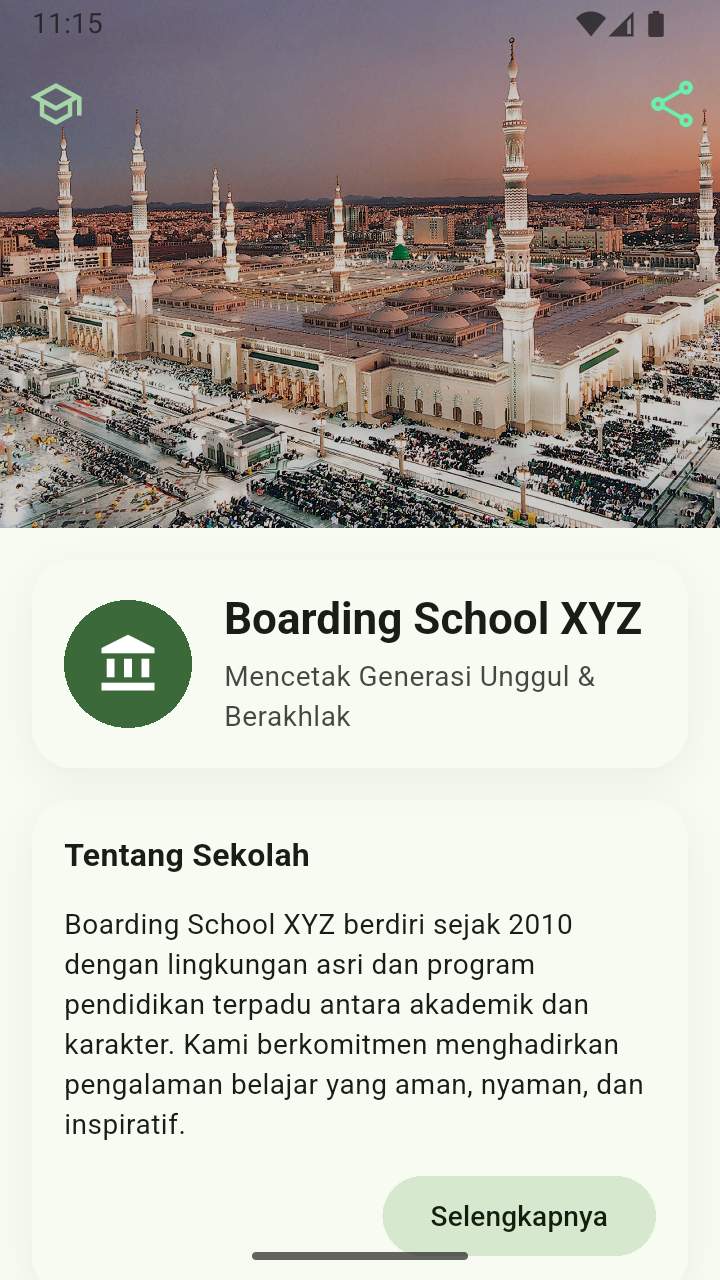 11:15
Boarding School XYZ
Mencetak Generasi Unggul &
Berakhlak
Tentang Sekolah
Boarding School XYZ berdiri sejak 2010
dengan lingkungan asri dan program
pendidikan terpadu antara akademik dan
karakter. Kami berkomitmen menghadirkan
pengalaman belajar yang aman, nyaman, dan
inspiratif.
Selengkapnya